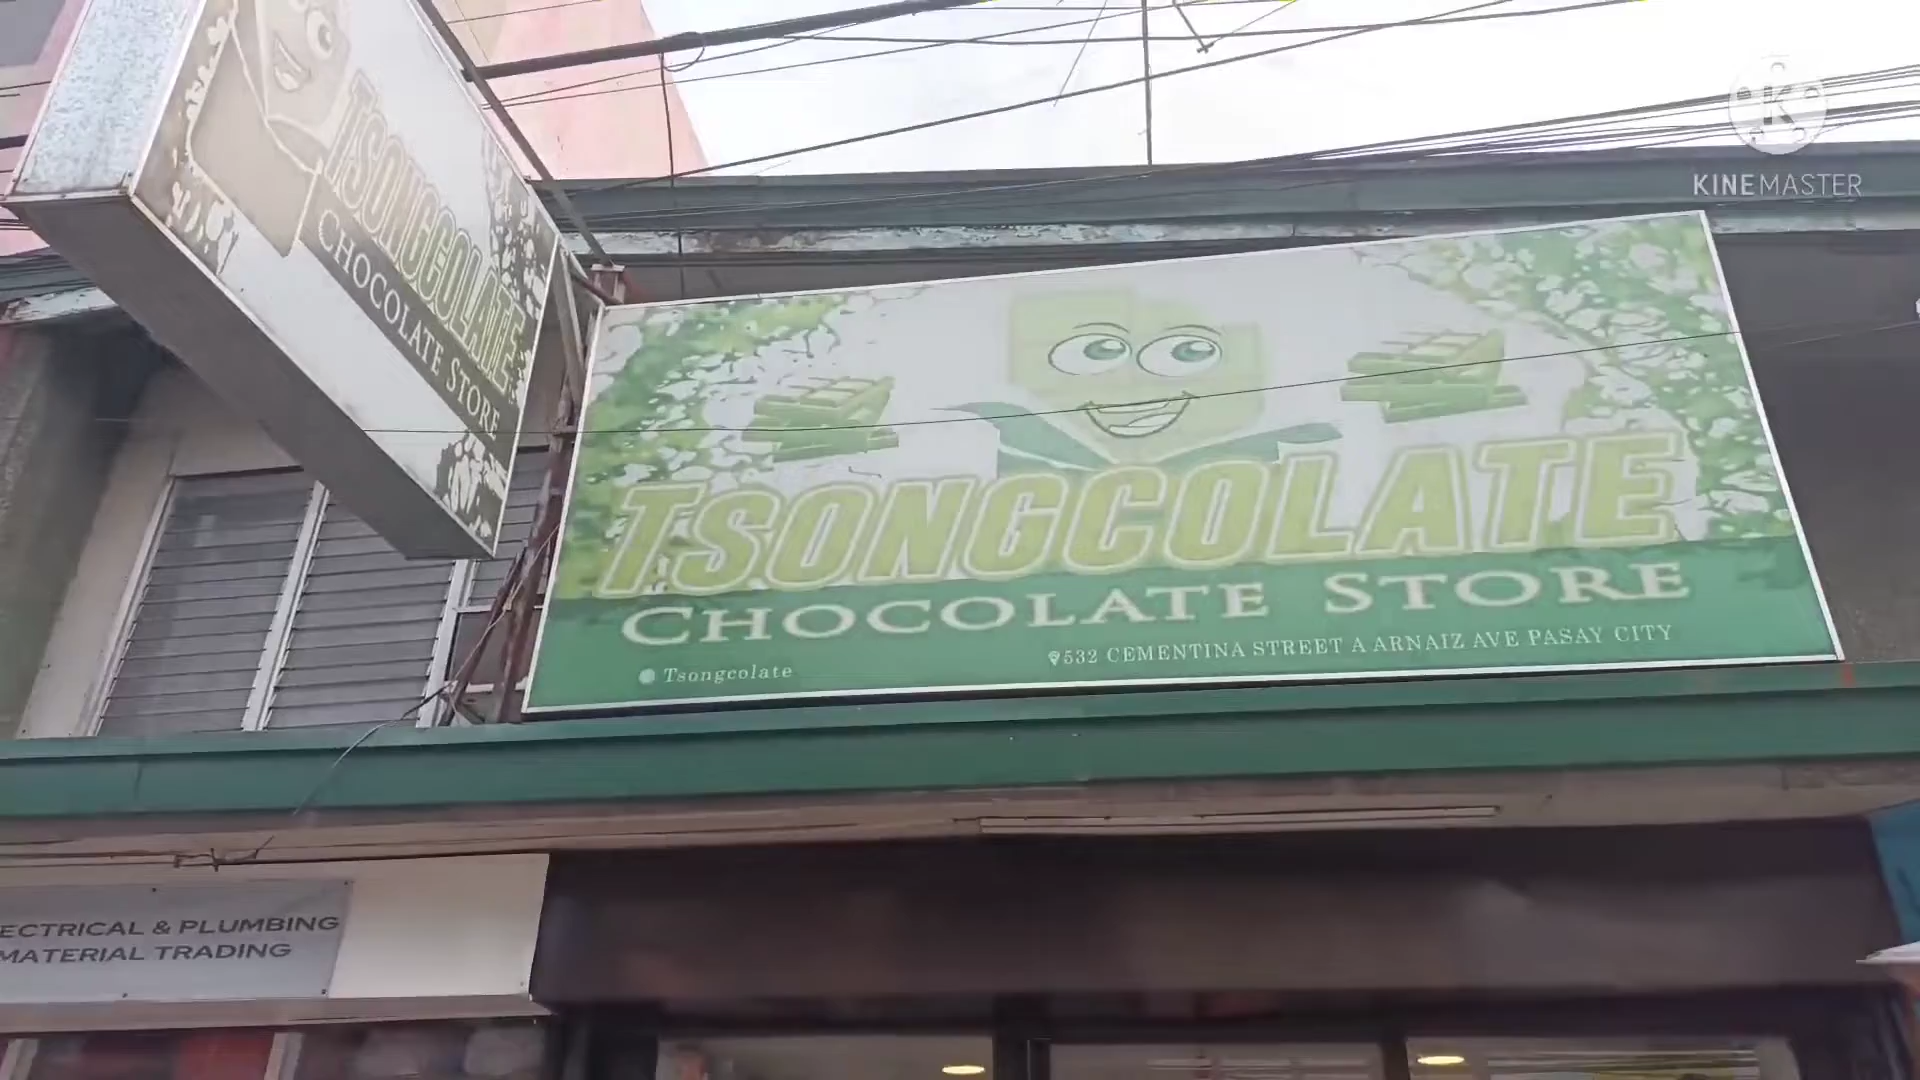 KINEMASTER
TSONGCOLATE
CHOCOLATE STORE
TSONGCOLATE
CHOCOLATE STORE
Tsongcolate
532 CEMENTINA STREET A ARNAIZ AVE PASAY CITY
ECTRICAL & PLUMBING
MATERIAL TRADING